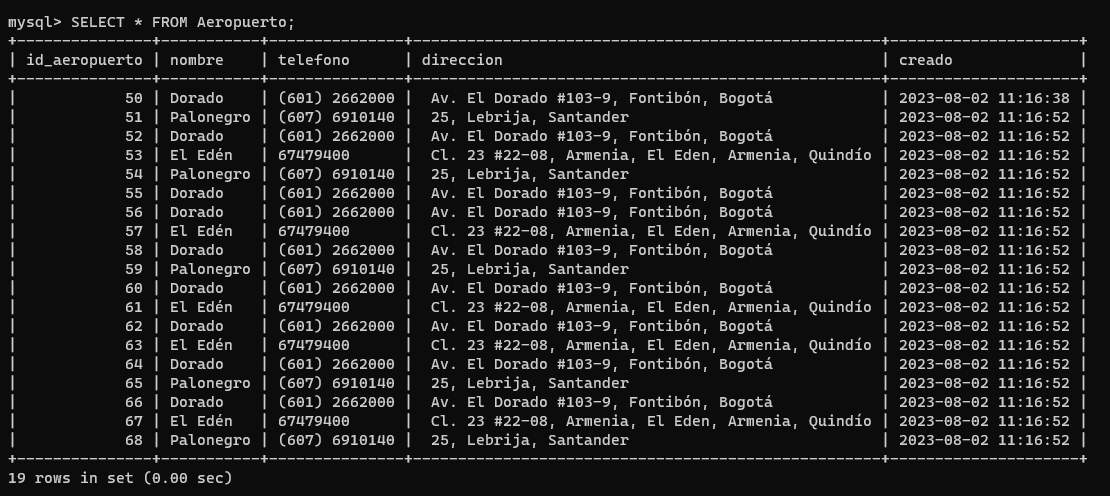 mysql> SELECT * FROM Aeropuerto;
+---------------+-----------+---------------+----------------------------------------------------+---------------------+
| id_aeropuerto | nombre    | telefono      | direccion                                          | creado              |
+---------------+-----------+---------------+----------------------------------------------------+---------------------+
|            50 | Dorado    | (601) 2662000 |  Av. El Dorado #103-9, Fontibón, Bogotá            | 2023-08-02 11:16:38 |
|            51 | Palonegro | (607) 6910140 |  25, Lebrija, Santander                            | 2023-08-02 11:16:52 |
|            52 | Dorado    | (601) 2662000 |  Av. El Dorado #103-9, Fontibón, Bogotá            | 2023-08-02 11:16:52 |
|            53 | El Edén   | 67479400      |  Cl. 23 #22-08, Armenia, El Eden, Armenia, Quindío | 2023-08-02 11:16:52 |
|            54 | Palonegro | (607) 6910140 |  25, Lebrija, Santander                            | 2023-08-02 11:16:52 |
|            55 | Dorado    | (601) 2662000 |  Av. El Dorado #103-9, Fontibón, Bogotá            | 2023-08-02 11:16:52 |
|            56 | Dorado    | (601) 2662000 |  Av. El Dorado #103-9, Fontibón, Bogotá            | 2023-08-02 11:16:52 |
|            57 | El Edén   | 67479400      |  Cl. 23 #22-08, Armenia, El Eden, Armenia, Quindío | 2023-08-02 11:16:52 |
|            58 | Dorado    | (601) 2662000 |  Av. El Dorado #103-9, Fontibón, Bogotá            | 2023-08-02 11:16:52 |
|            59 | Palonegro | (607) 6910140 |  25, Lebrija, Santander                            | 2023-08-02 11:16:52 |
|            60 | Dorado    | (601) 2662000 |  Av. El Dorado #103-9, Fontibón, Bogotá            | 2023-08-02 11:16:52 |
|            61 | El Edén   | 67479400      |  Cl. 23 #22-08, Armenia, El Eden, Armenia, Quindío | 2023-08-02 11:16:52 |
|            62 | Dorado    | (601) 2662000 |  Av. El Dorado #103-9, Fontibón, Bogotá            | 2023-08-02 11:16:52 |
|            63 | El Edén   | 67479400      |  Cl. 23 #22-08, Armenia, El Eden, Armenia, Quindío | 2023-08-02 11:16:52 |
|            64 | Dorado    | (601) 2662000 |  Av. El Dorado #103-9, Fontibón, Bogotá            | 2023-08-02 11:16:52 |
|            65 | Palonegro | (607) 6910140 |  25, Lebrija, Santander                            | 2023-08-02 11:16:52 |
|            66 | Dorado    | (601) 2662000 |  Av. El Dorado #103-9, Fontibón, Bogotá            | 2023-08-02 11:16:52 |
|            67 | El Edén   | 67479400      |  Cl. 23 #22-08, Armenia, El Eden, Armenia, Quindío | 2023-08-02 11:16:52 |
|            68 | Palonegro | (607) 6910140 |  25, Lebrija, Santander                            | 2023-08-02 11:16:52 |
+---------------+-----------+---------------+----------------------------------------------------+---------------------+
19 rows in set (0.00 sec)